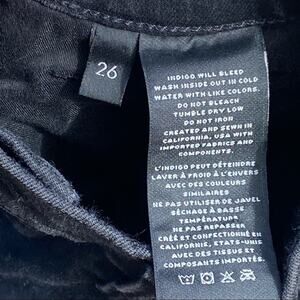 26
INDIGO WILL BLEED
WASH INSIDE OUT IN COLD
WATER WITH LIKE COLORS.
DO NOT BLEACH
TUMBLE DRY LOW
DO NOT IRON
CREATED AND SEWN IN
CALIFORNIA, USA WITH
IMPORTED FABRICS AND
COMPONENTS.
L'INDIGO PEUT DÉTEINDRE
LAVER À FROID À L'ENVERS
AVEC DES COULEURS
SIMILAIRES
NE PAS UTILISER DE JAVEL
SÉCHAGE À BASSE
TEMPÉRATURE
NE PAS REPASSER
CRÉÉ ET CONFECTIONNÉ EN
CALIFORNIE, ETATS-UNIS
AVEC DES TISSUS ET
COMPOSANTS IMPORTÉS.